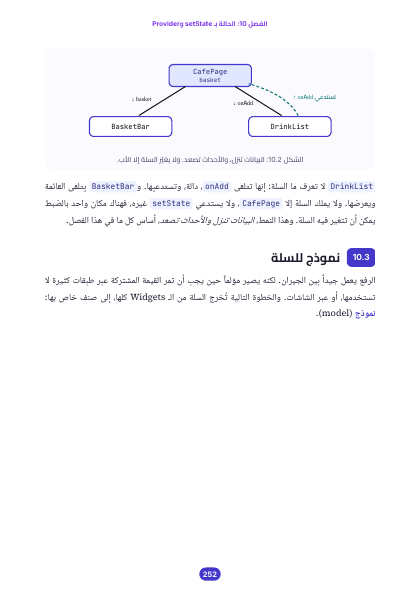 الفصل 10: الحالة بـ setState وProvider
CafePage
basket
↓ basket
↓ onAdd
تستدعي onAdd ↑
BasketBar
DrinkList
الشكل 10.2: البيانات تنزل، والأحداث تصعد. ولا يغيّر السلة إلا الأب.
DrinkList لا تعرف ما السلة: إنها تتلقى onAdd، دالة، وتستدعيها. وBasketBar يتلقى القائمة
ويعرضها. ولا يملك السلة إلا CafePage، ولا يستدعي setState غيره، فهناك مكان واحد بالضبط
يمكن أن تتغير فيه السلة. وهذا النمط، البيانات تنزل والأحداث تصعد، أساس كل ما في هذا الفصل.
10.3 نموذج للسلة
الرفع يعمل جيداً بين الجيران. لكنه يصير مؤلماً حين يجب أن تمر القيمة المشتركة عبر طبقات كثيرة لا
تستخدمها، أو عبر الشاشات. والخطوة التالية تُخرج السلة من الـ Widgets كلها، إلى صنف خاص بها:
نموذج (model).
252